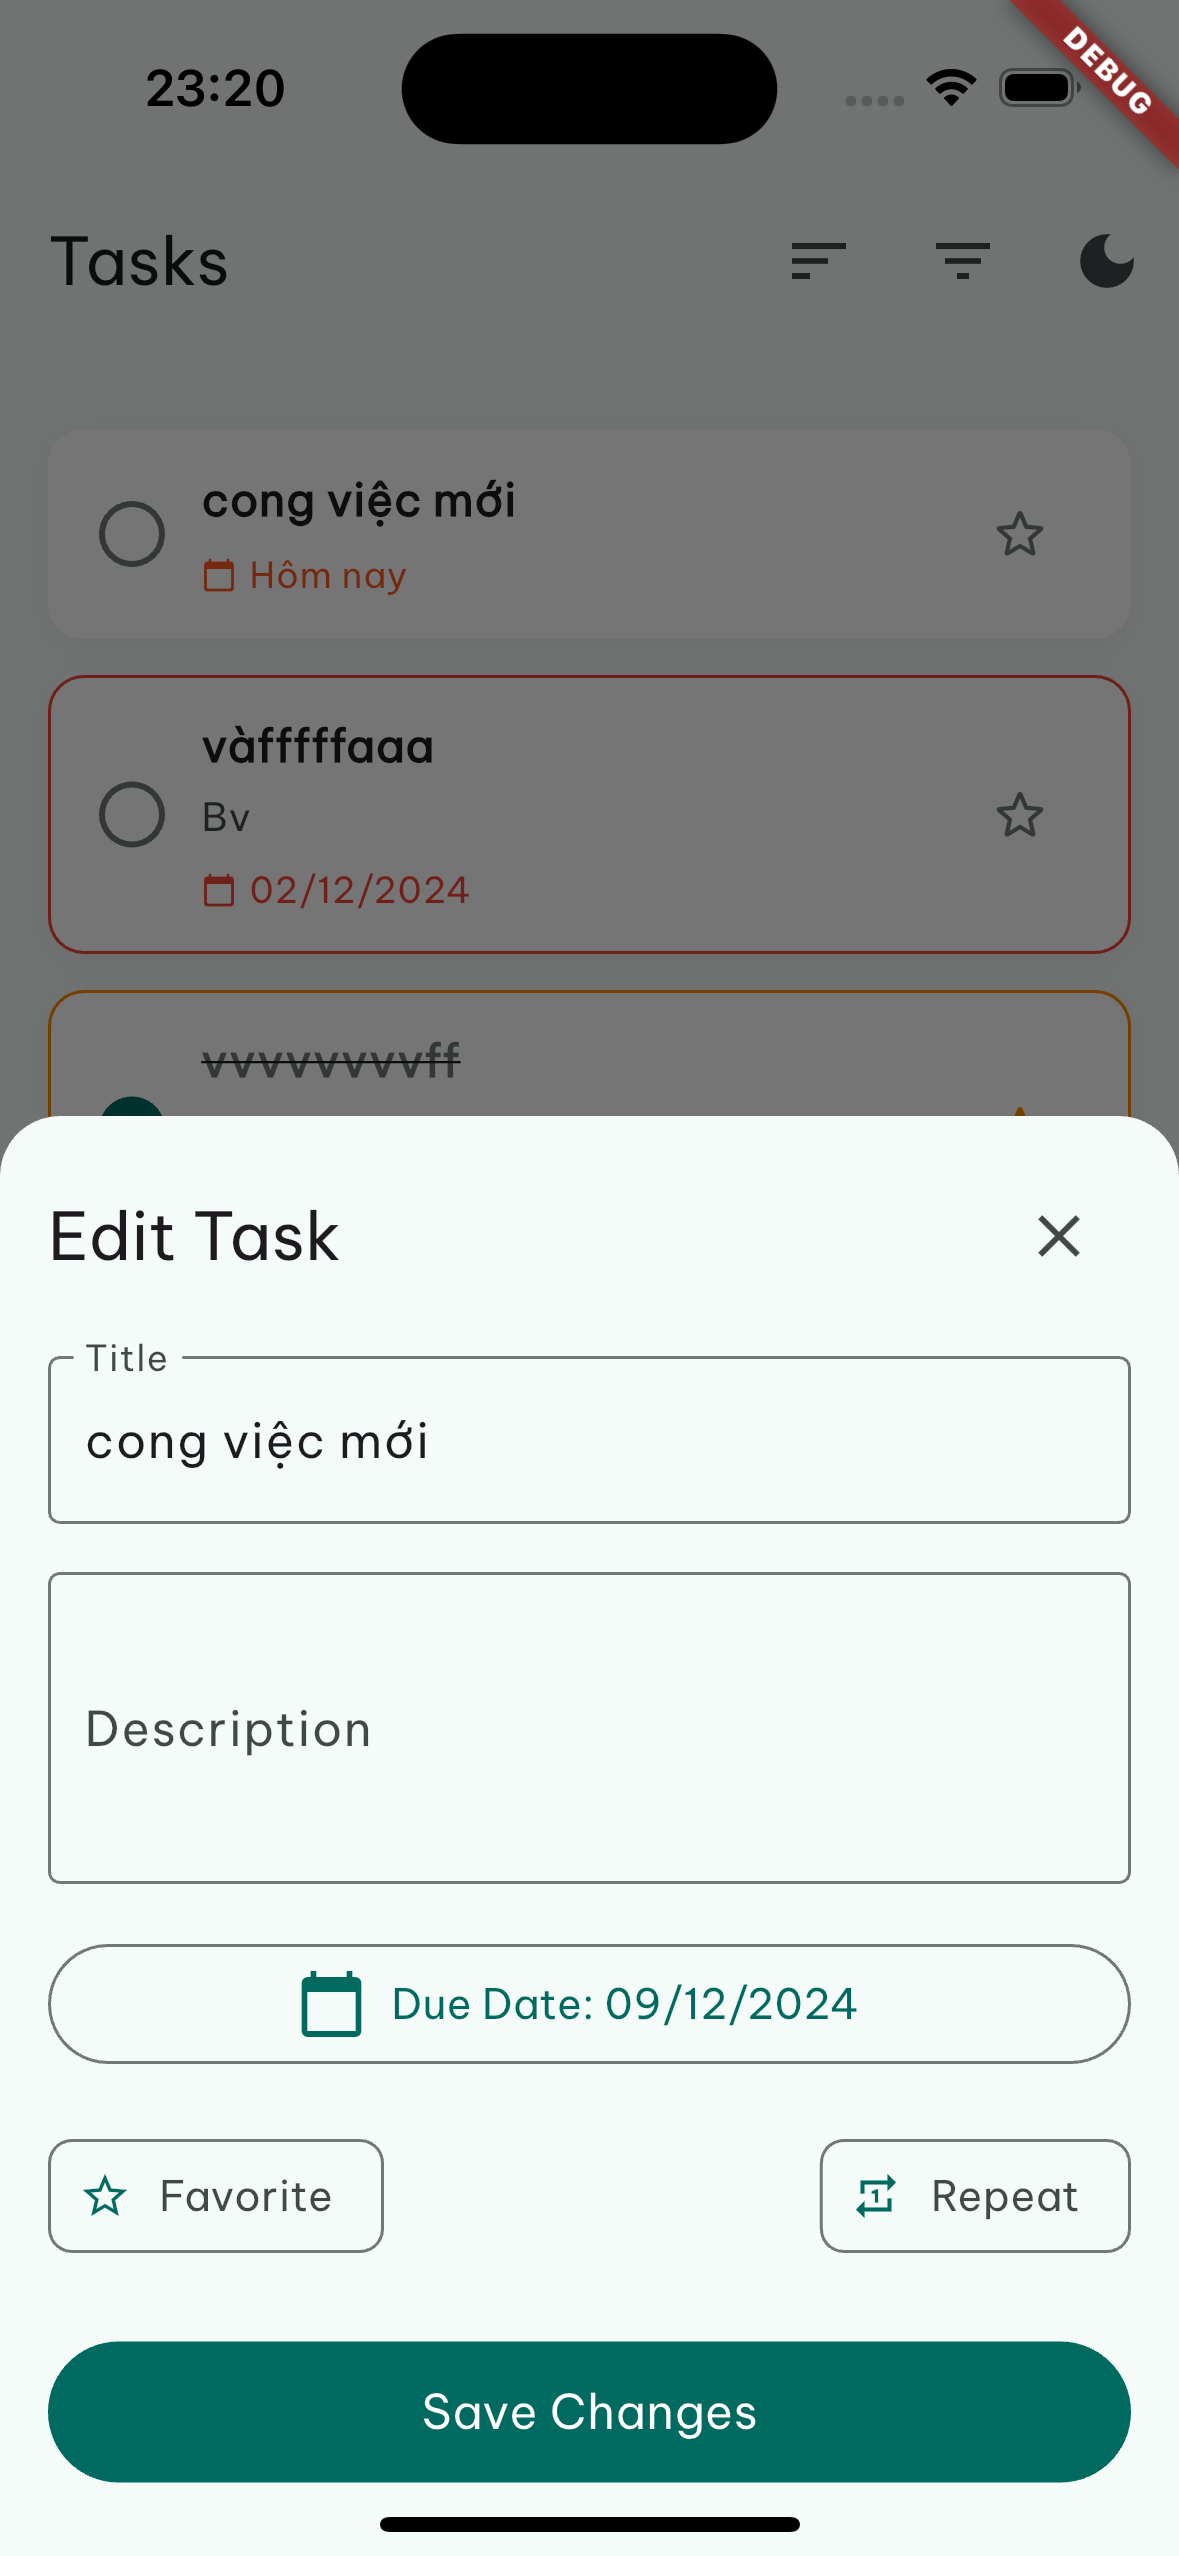 23:20
DEBUG
Tasks
cong việc mới
Hôm nay
vàfffffaaa
Bv
02/12/2024
vvvvvvvvff
Edit Task
Title
cong việc mới
Description
Due Date: 09/12/2024
Favorite
1 Repeat
Save Changes